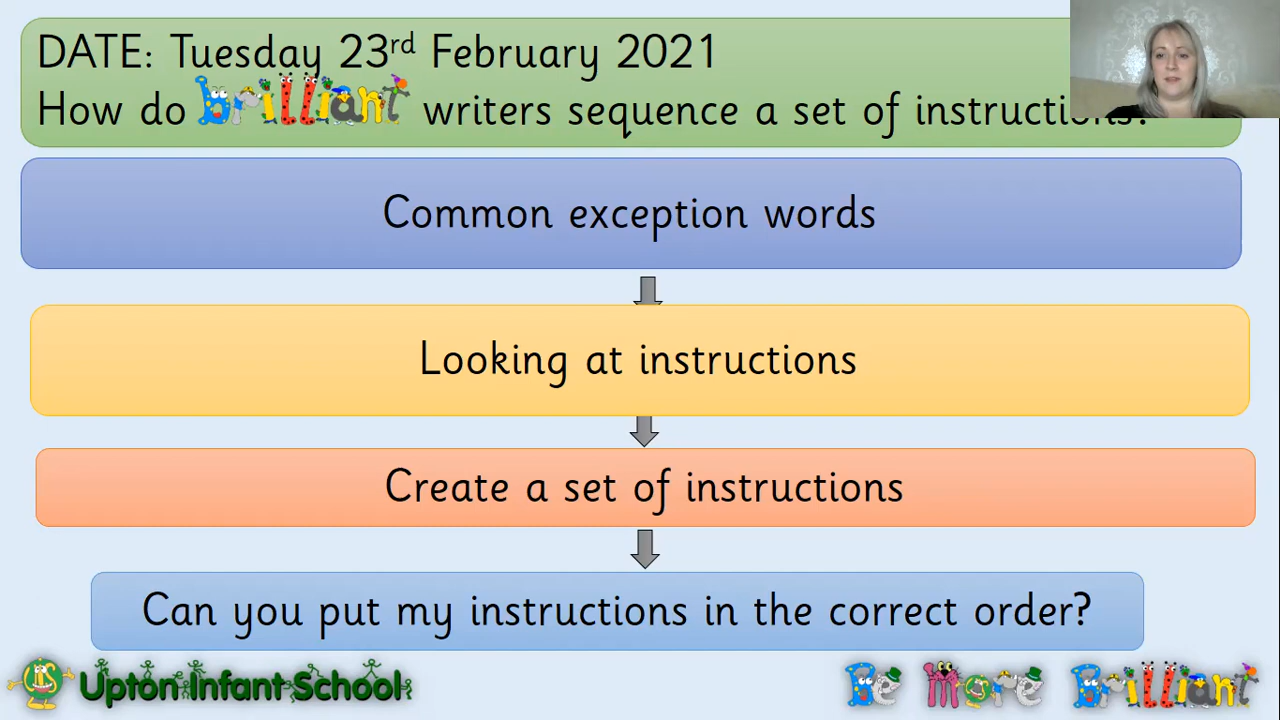 DATE: Tuesday 23rd February 2021
How do brilliant writers sequence a set of instructions?
Common exception words
Looking at instructions
Create a set of instructions
Can you put my instructions in the correct order?
Upton Infant School
Be More Brilliant